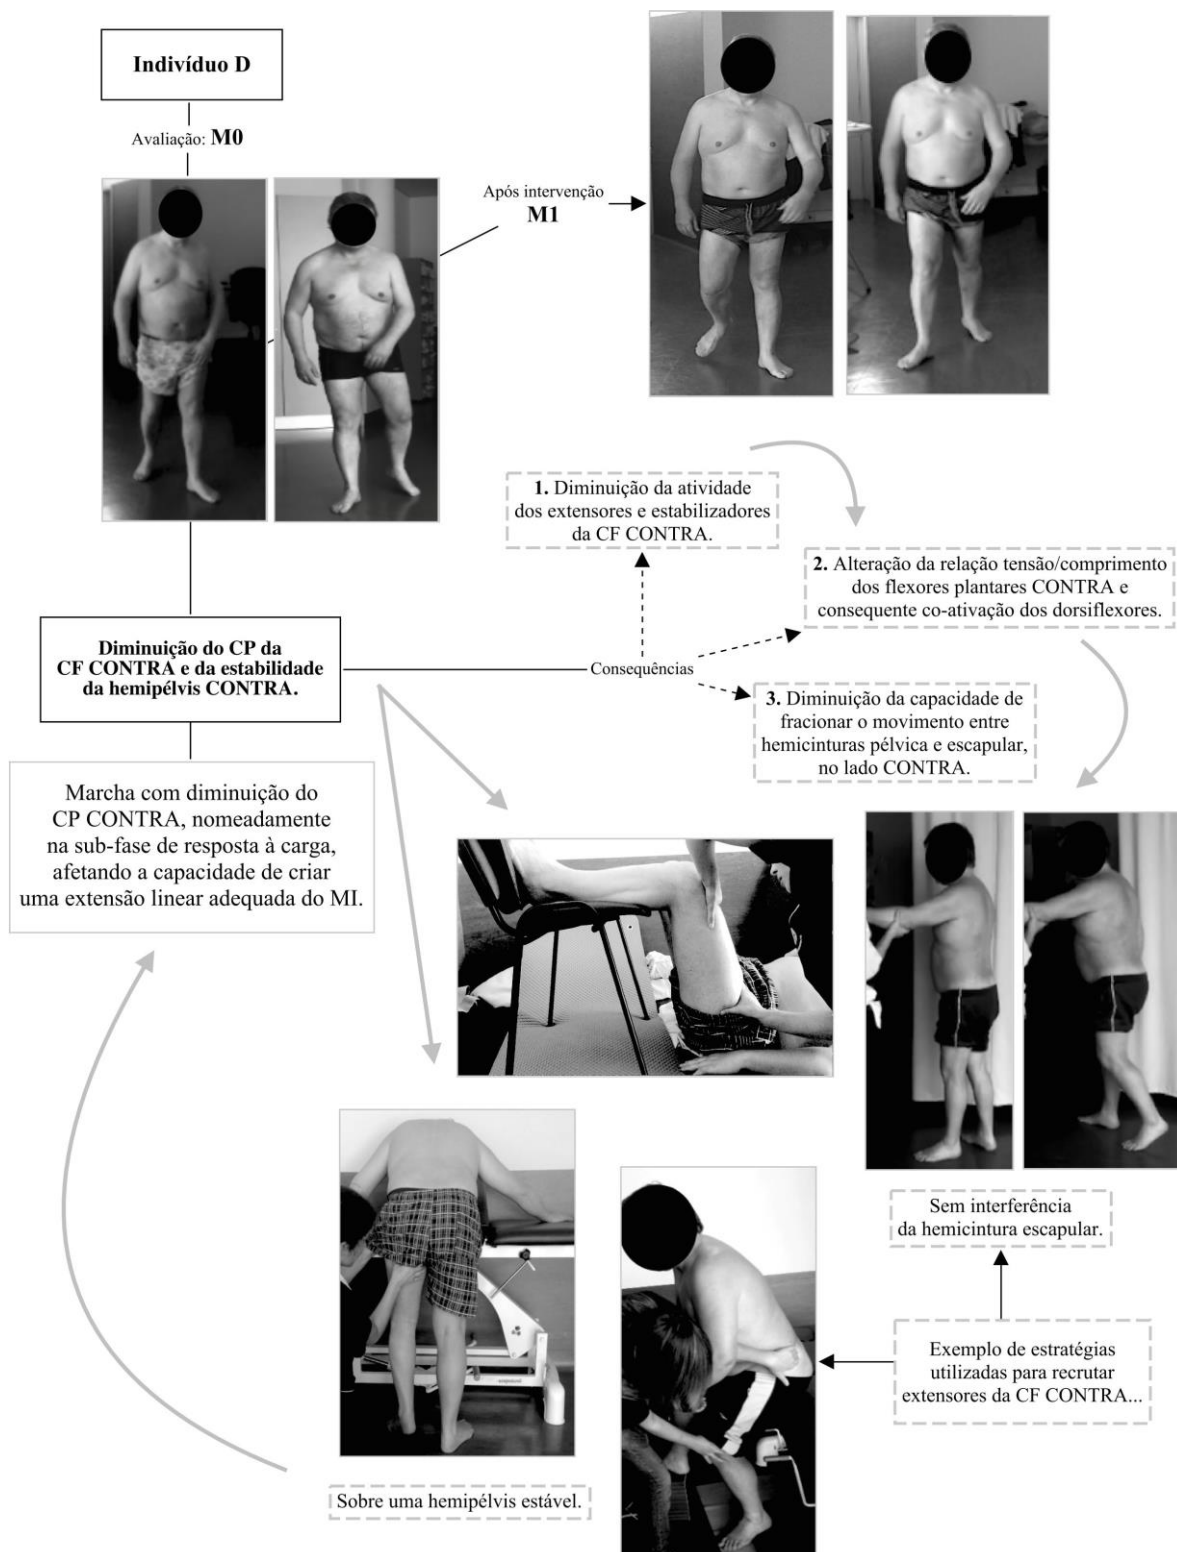 Indivíduo D
Avaliação: M0
Após intervenção
M1
1. Diminuição da atividade
dos extensores e estabilizadores
da CF CONTRA.
2. Alteração da relação tensão/comprimento
dos flexores plantares CONTRA e
consequente co-ativação dos dorsiflexores.
Diminuição do CP da
CF CONTRA e da estabilidade
da hemipélvis CONTRA.
Consequências
3. Diminuição da capacidade de
fracionar o movimento entre
hemicinturas pélvica e escapular,
no lado CONTRA.
Marcha com diminuição do
CP CONTRA, nomeadamente
na sub-fase de resposta à carga,
afetando a capacidade de criar
uma extensão linear adequada do MI.
Sem interferência
da hemicintura escapular.
Exemplo de estratégias
utilizadas para recrutar
extensores da CF CONTRA...
Sobre uma hemipélvis estável.